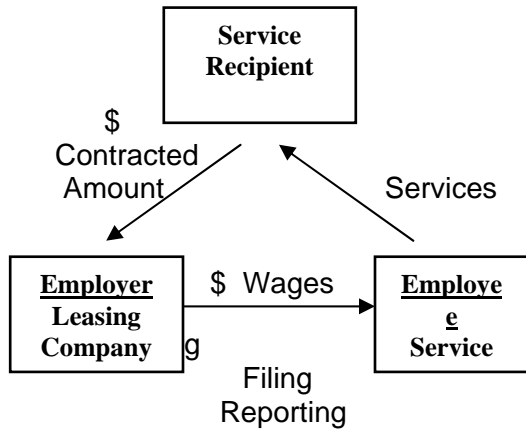 Service
Recipient
$
Contracted
Amount
Services
Employer
Leasing
Company
g
$ Wages
Employe
e
Service
Filing
Reporting